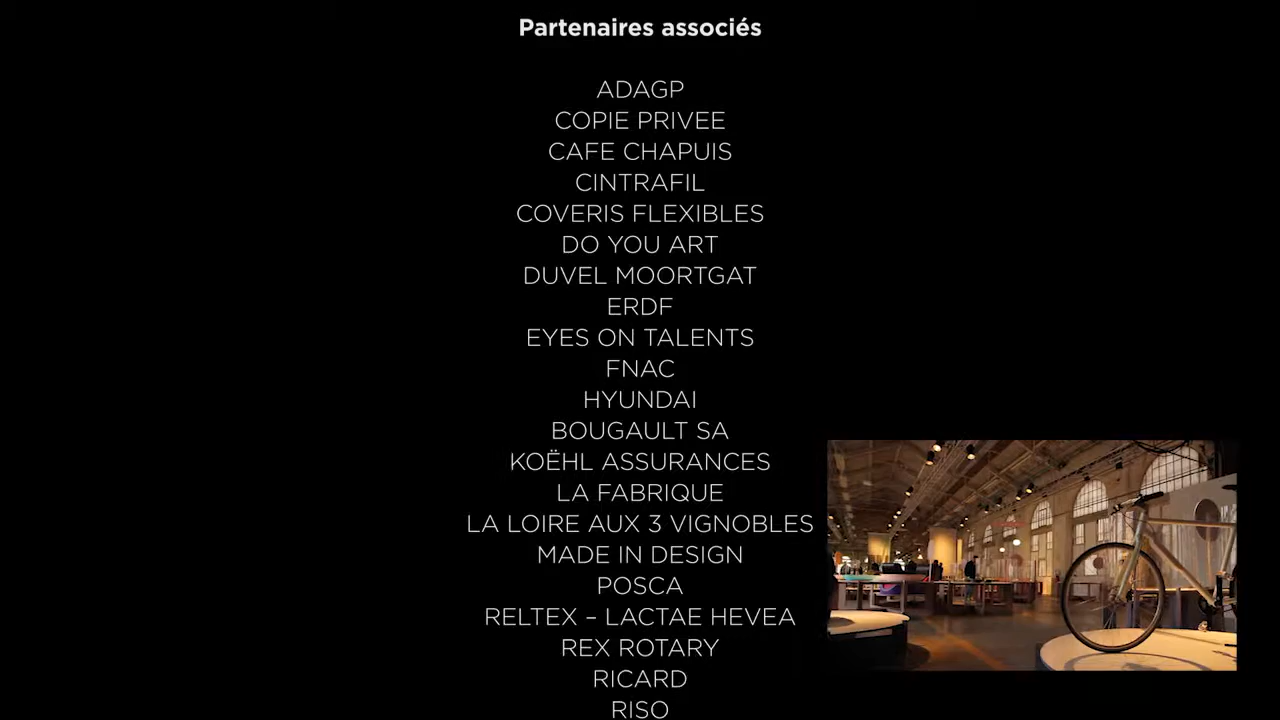 Partenaires associés
ADAGP
COPIE PRIVEE
CAFE CHAPUIS
CINTRAFIL
COVERIS FLEXIBLES
DO YOU ART
DUVEL MOORTGAT
ERDF
EYES ON TALENTS
FNAC
HYUNDAI
BOUGAULT SA
KOËHL ASSURANCES
LA FABRIQUE
LA LOIRE AUX 3 VIGNOBLES
MADE IN DESIGN
POSCA
RELTEX – LACTAE HEVEA
REX ROTARY
RICARD
RISO